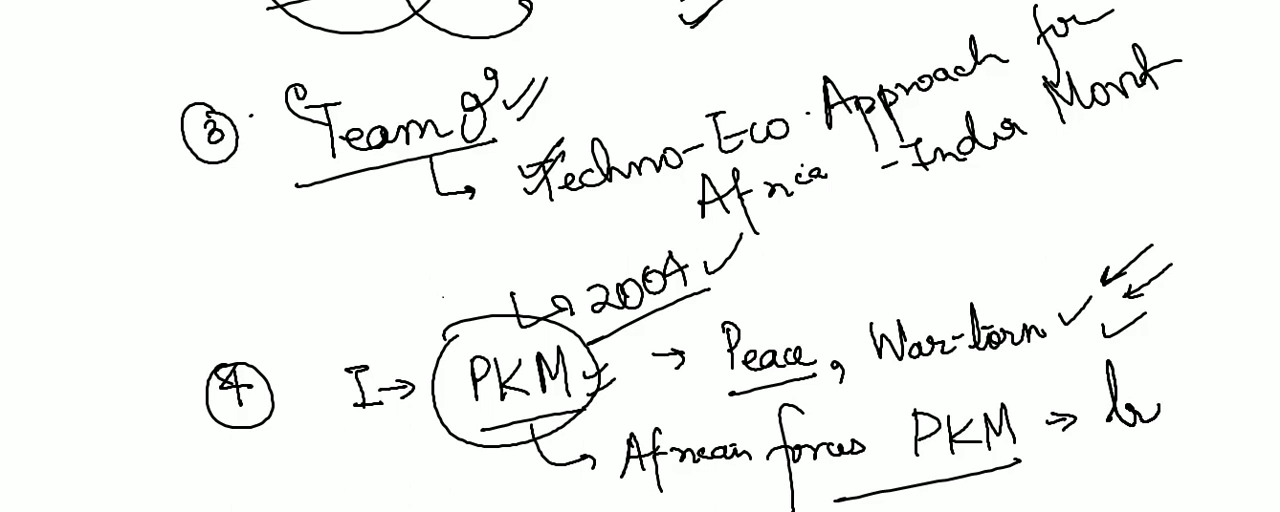 ③. Team 9
↳ Techno-Eco. Approach for
Africa - India Movt
↳ 2004
④ I → PKM → Peace, War-torn
↳ African forces PKM ⇒